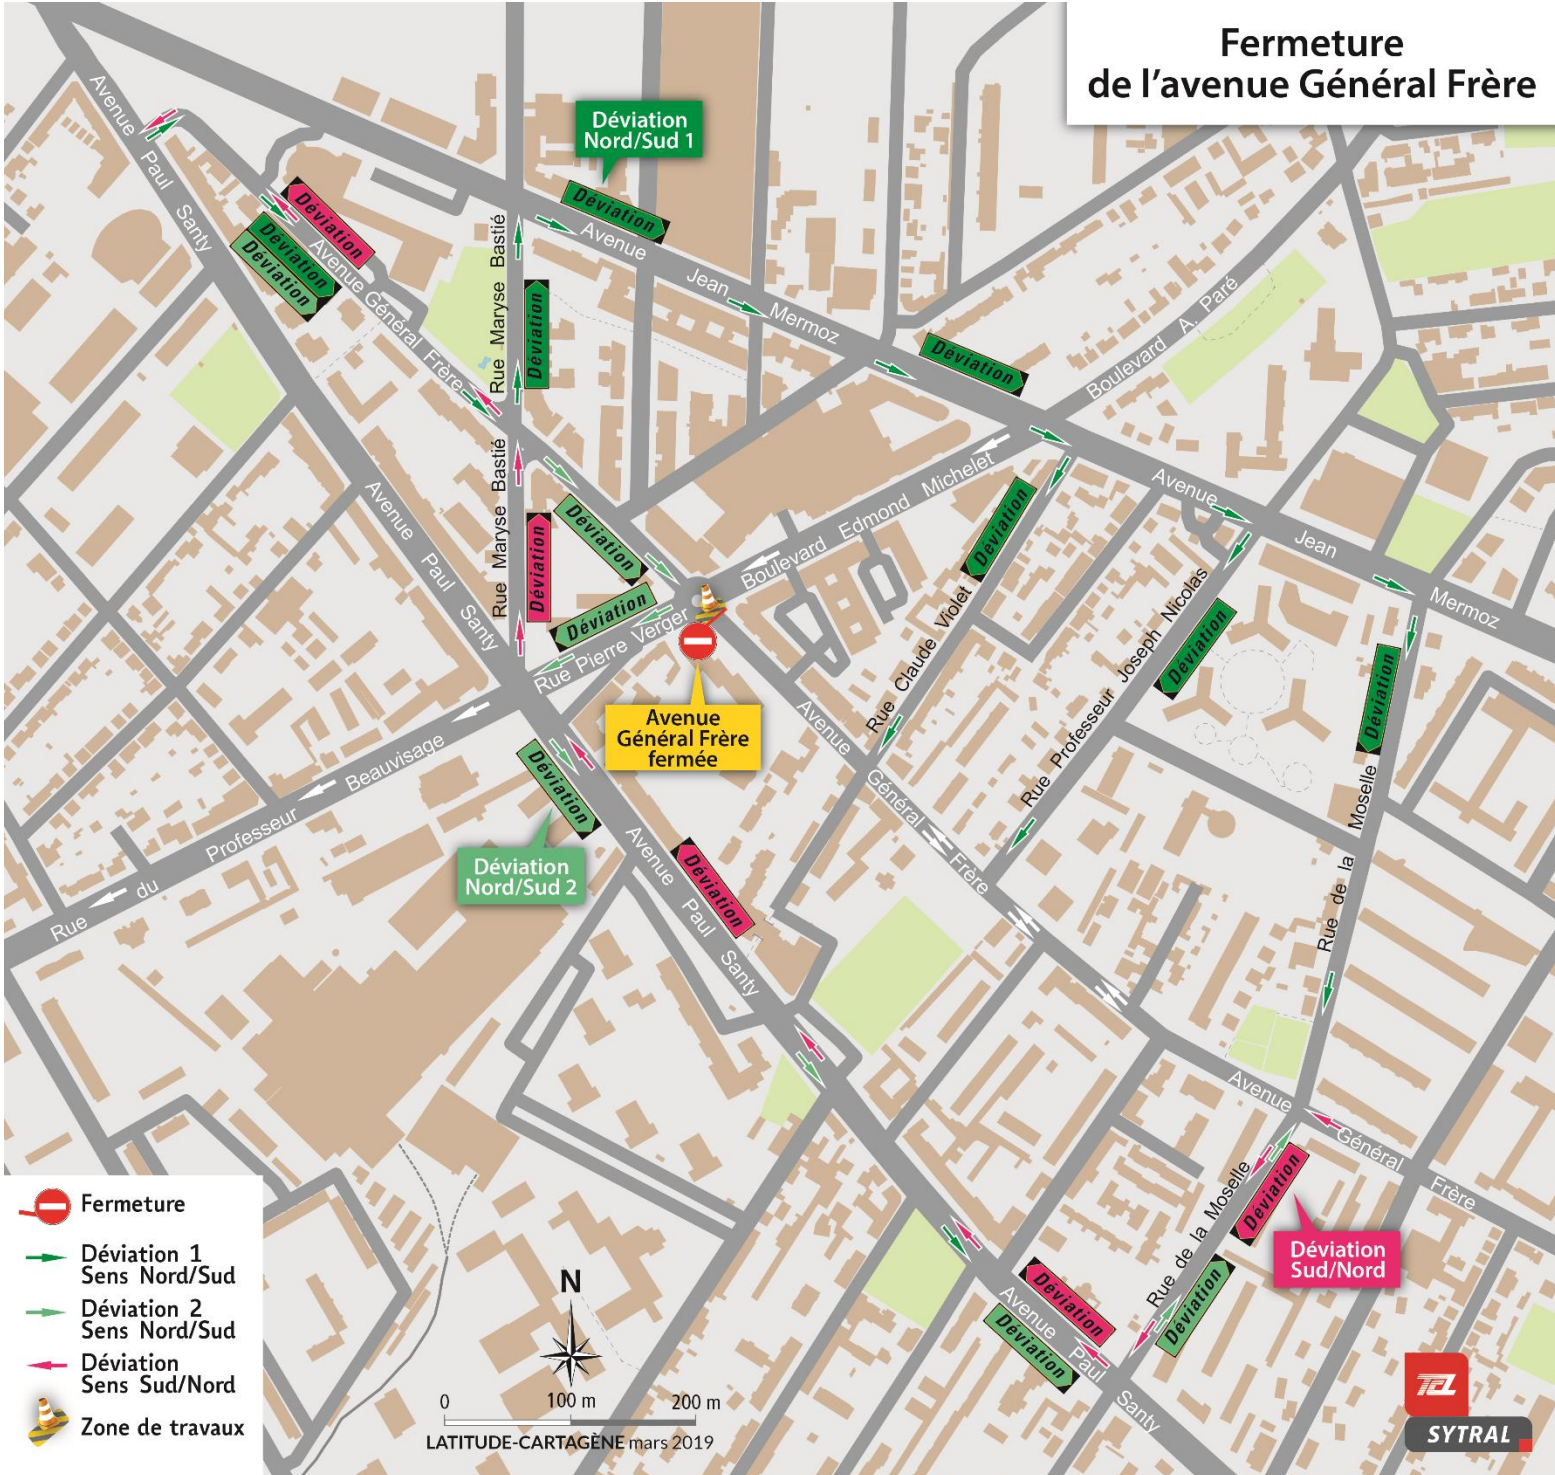 Fermeture
de l'avenue Général Frère
Déviation
Nord/Sud 1
Déviation
Avenue Jean Mermoz
Avenue Paul Santy
Déviation
Déviation
Déviation
Avenue Général Frère
Rue Maryse Bastié
Déviation
Déviation
Boulevard A. Paré
Rue Maryse Bastié
Déviation
Déviation
Déviation
Boulevard Edmond Michelet
Déviation
Avenue Jean Mermoz
Avenue Paul Santy
Rue Pierre Verger
Rue Claude Violet
Rue Professeur Joseph Nicolas
Déviation
Déviation
Rue de la Moselle
Avenue
Général Frère
fermée
Avenue Général Frère
Rue du Professeur Beauvisage
Déviation
Déviation
Nord/Sud 2
Déviation
Avenue Paul Santy
Avenue Général Frère
Rue de la Moselle
Déviation
Déviation
Sud/Nord
Déviation
Déviation
Déviation
Avenue Paul Santy
Fermeture
Déviation 1
Sens Nord/Sud
Déviation 2
Sens Nord/Sud
Déviation
Sens Sud/Nord
Zone de travaux
N
0 100 m 200 m
LATITUDE-CARTAGÈNE mars 2019
TCL
SYTRAL